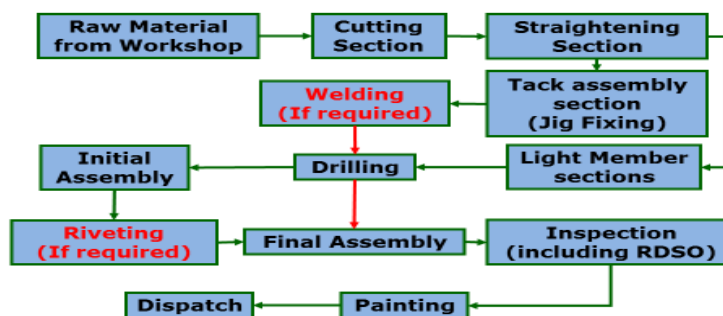 Raw Material
from Workshop
Cutting
Section
Straightening
Section
Welding
(If required)
Tack assembly
section
(Jig Fixing)
Initial
Assembly
Drilling
Light Member
sections
Riveting
(If required)
Final Assembly
Inspection
(including RDSO)
Dispatch
Painting